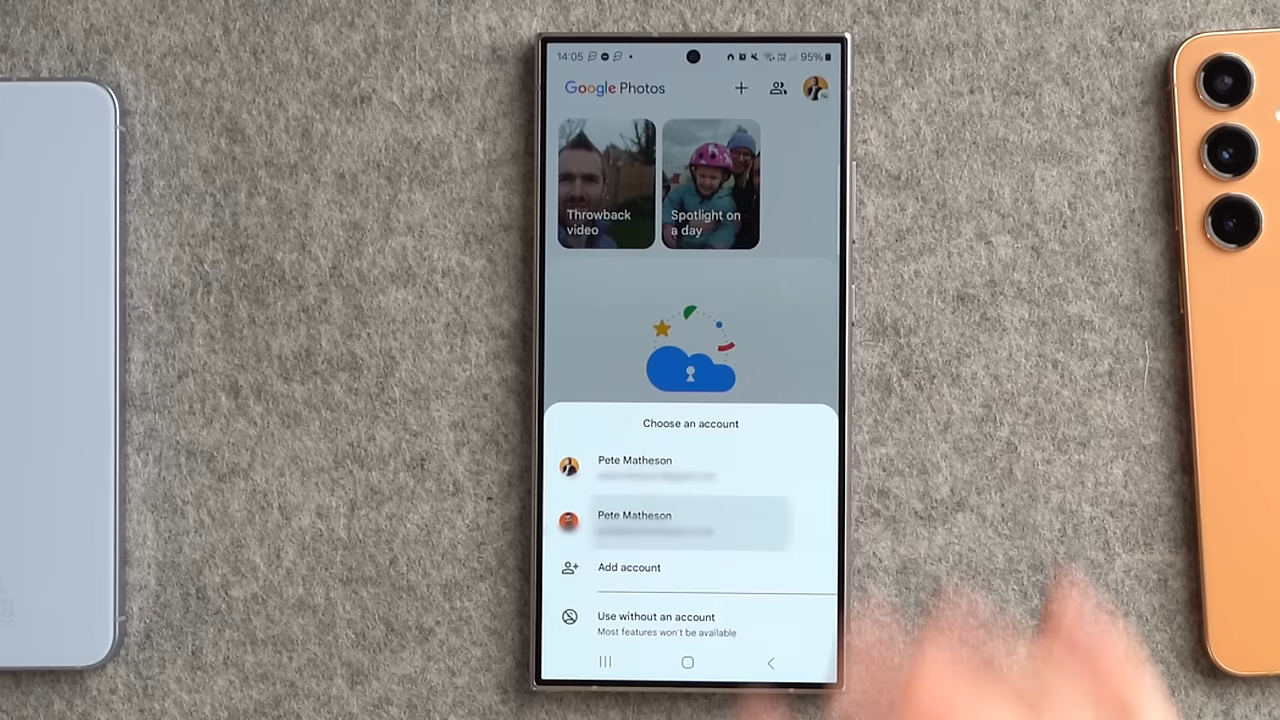 14:05
95%
Google Photos
Throwback
video
Spotlight on
a day
Choose an account
Pete Matheson
Pete Matheson
Add account
Use without an account
Most features won't be available